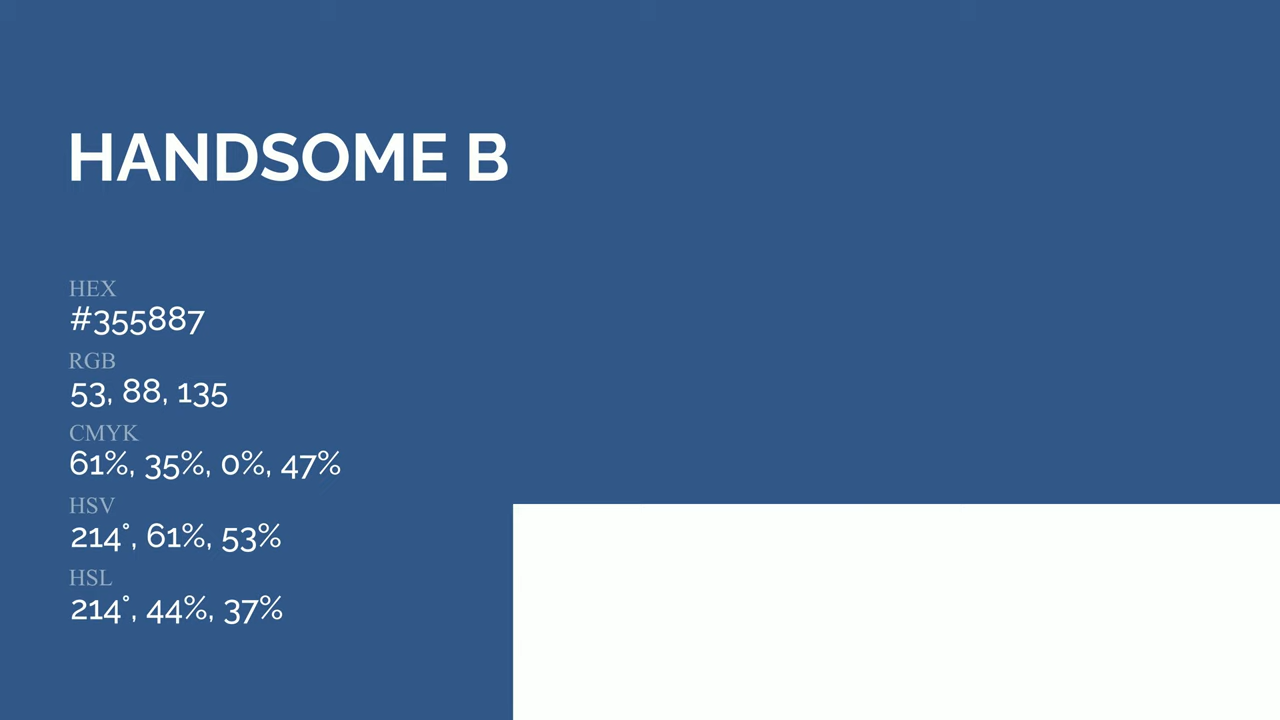 HANDSOME B
HEX
#355887
RGB
53, 88, 135
CMYK
61%, 35%, 0%, 47%
HSV
214°, 61%, 53%
HSL
214°, 44%, 37%